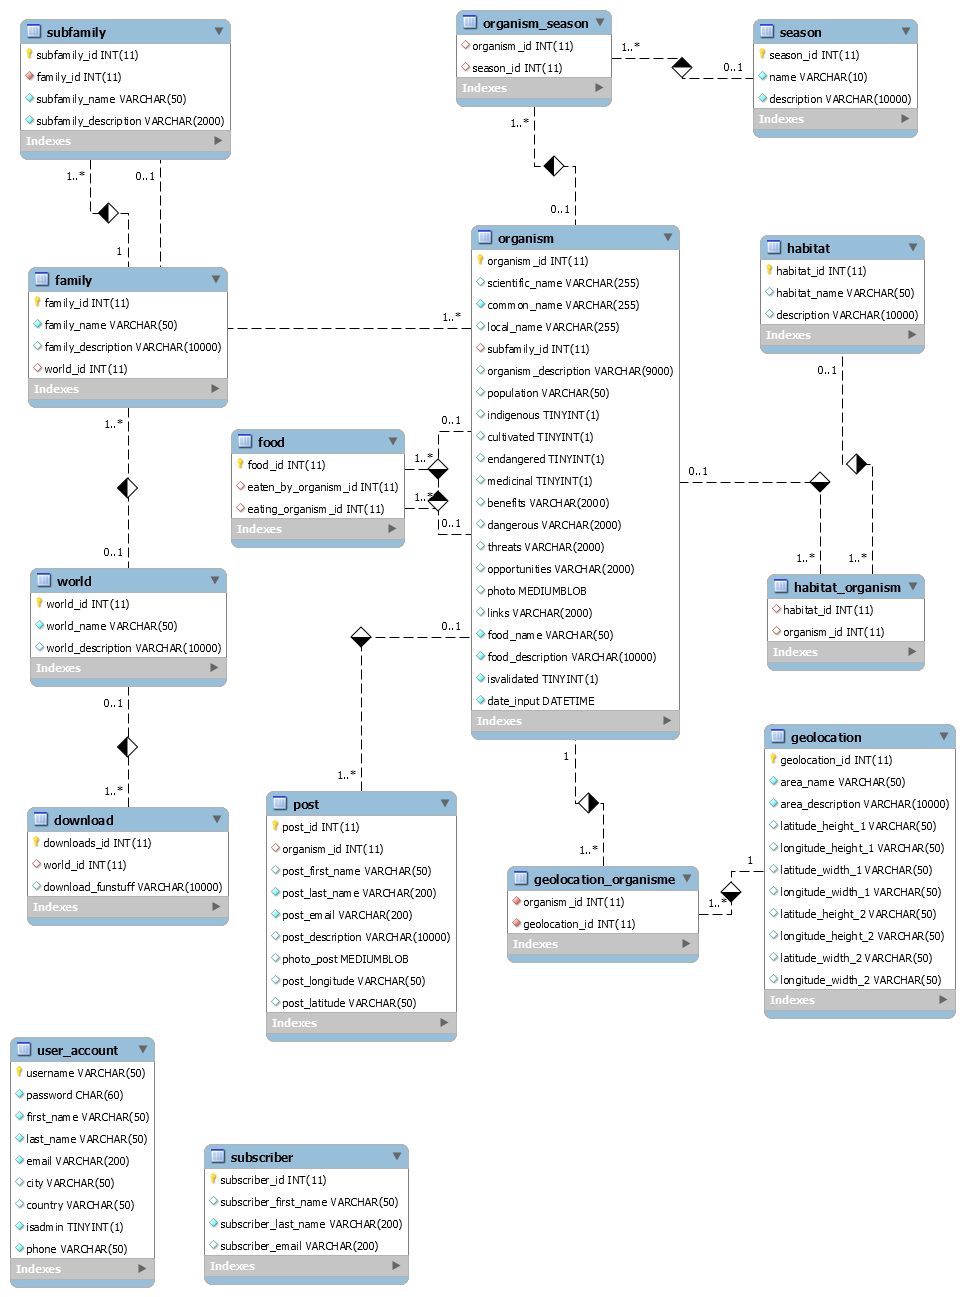 subfamily
subfamily_id INT(11)
family_id INT(11)
subfamily_name VARCHAR(50)
subfamily_description VARCHAR(2000)
Indexes
1..*
0..1
1
family
family_id INT(11)
family_name VARCHAR(50)
family_description VARCHAR(10000)
world_id INT(11)
Indexes
1..*
1..*
0..1
world
world_id INT(11)
world_name VARCHAR(50)
world_description VARCHAR(10000)
Indexes
0..1
1..*
download
downloads_id INT(11)
world_id INT(11)
download_funstuff VARCHAR(10000)
Indexes
organism_season
organism_id INT(11)
season_id INT(11)
Indexes
1..*
0..1
1..*
0..1
season
season_id INT(11)
name VARCHAR(10)
description VARCHAR(10000)
Indexes
organism
organism_id INT(11)
scientific_name VARCHAR(255)
common_name VARCHAR(255)
local_name VARCHAR(255)
subfamily_id INT(11)
organism_description VARCHAR(9000)
population VARCHAR(50)
indigenous TINYINT(1)
cultivated TINYINT(1)
endangered TINYINT(1)
medicinal TINYINT(1)
benefits VARCHAR(2000)
dangerous VARCHAR(2000)
threats VARCHAR(2000)
opportunities VARCHAR(2000)
photo MEDIUMBLOB
links VARCHAR(2000)
food_name VARCHAR(50)
food_description VARCHAR(10000)
isvalidated TINYINT(1)
date_input DATETIME
Indexes
food
food_id INT(11)
eaten_by_organism_id INT(11)
eating_organism_id INT(11)
Indexes
0..1
1..*
1..*
0..1
habitat
habitat_id INT(11)
habitat_name VARCHAR(50)
description VARCHAR(10000)
Indexes
0..1
0..1
1..*
1..*
habitat_organism
habitat_id INT(11)
organism_id INT(11)
Indexes
0..1
1..*
post
post_id INT(11)
organism_id INT(11)
post_first_name VARCHAR(50)
post_last_name VARCHAR(200)
post_email VARCHAR(200)
post_description VARCHAR(10000)
photo_post MEDIUMBLOB
post_longitude VARCHAR(50)
post_latitude VARCHAR(50)
Indexes
1
1..*
geolocation_organisme
organism_id INT(11)
geolocation_id INT(11)
Indexes
1
1..*
geolocation
geolocation_id INT(11)
area_name VARCHAR(50)
area_description VARCHAR(10000)
latitude_height_1 VARCHAR(50)
longitude_height_1 VARCHAR(50)
latitude_width_1 VARCHAR(50)
longitude_width_1 VARCHAR(50)
latitude_height_2 VARCHAR(50)
longitude_height_2 VARCHAR(50)
latitude_width_2 VARCHAR(50)
longitude_width_2 VARCHAR(50)
Indexes
user_account
username VARCHAR(50)
password CHAR(60)
first_name VARCHAR(50)
last_name VARCHAR(50)
email VARCHAR(200)
city VARCHAR(50)
country VARCHAR(50)
isadmin TINYINT(1)
phone VARCHAR(50)
Indexes
subscriber
subscriber_id INT(11)
subscriber_first_name VARCHAR(50)
subscriber_last_name VARCHAR(200)
subscriber_email VARCHAR(200)
Indexes